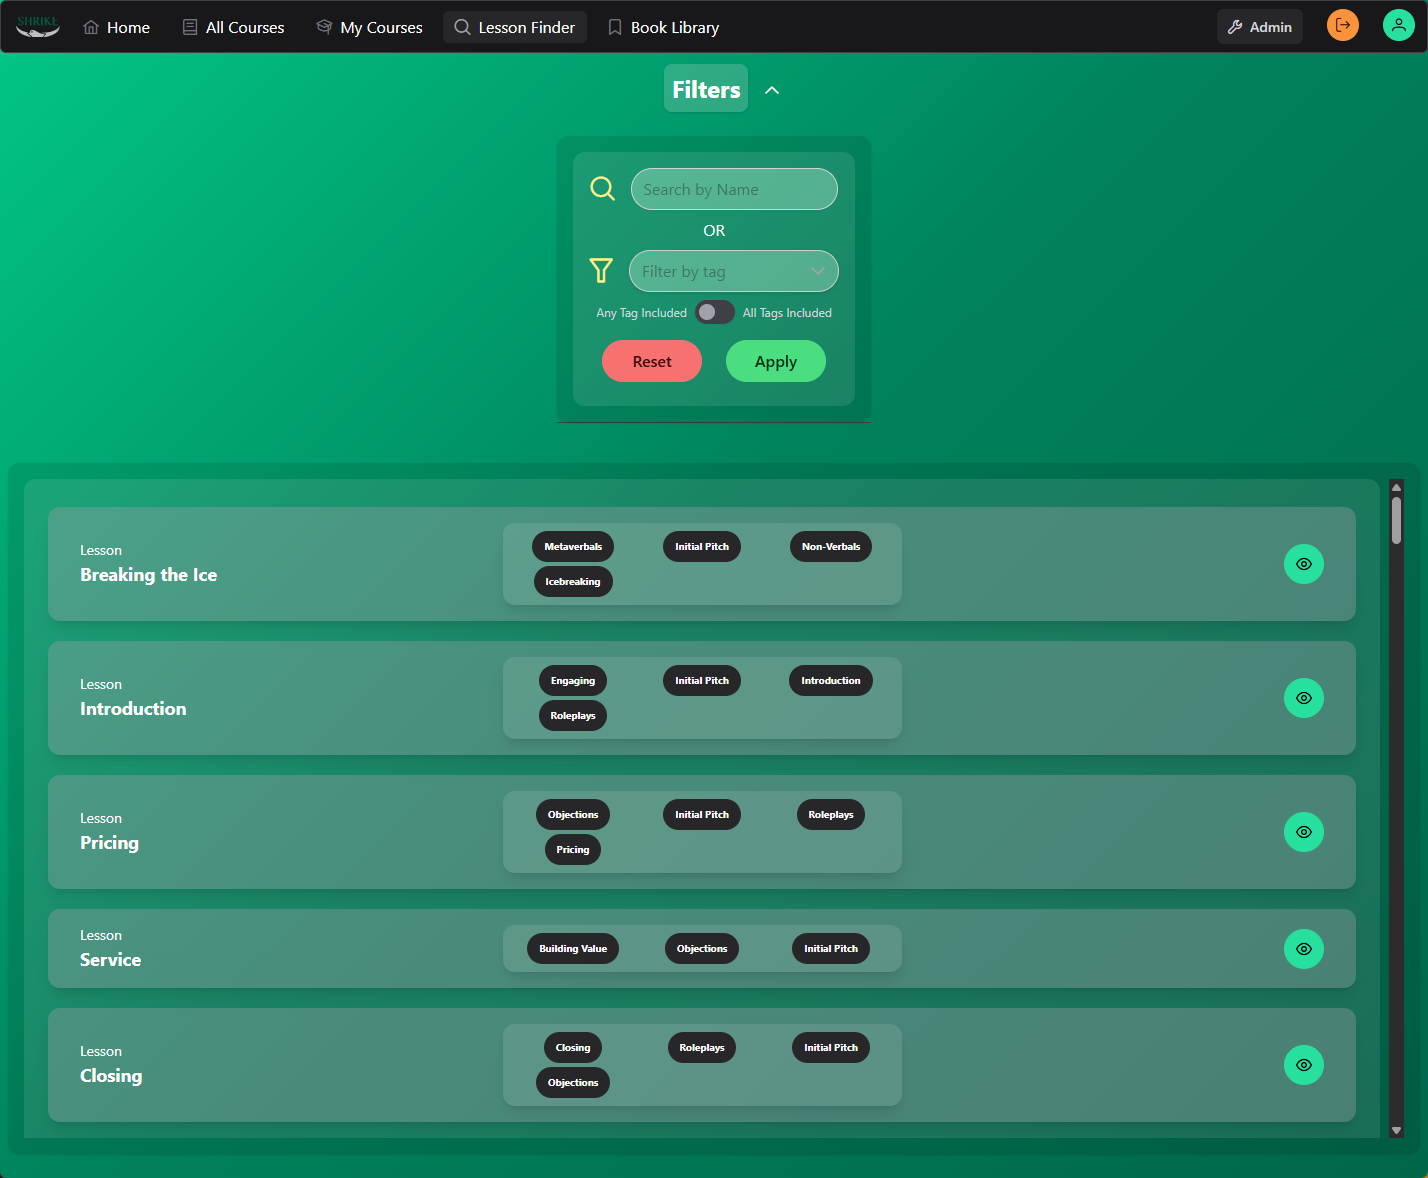 SHRIKE
Home
All Courses
My Courses
Lesson Finder
Book Library
Admin
Filters
Search by Name
OR
Filter by tag
Any Tag Included
All Tags Included
Reset
Apply
Lesson
Breaking the Ice
Metaverbals
Initial Pitch
Non-Verbals
Icebreaking
Lesson
Introduction
Engaging
Initial Pitch
Introduction
Roleplays
Lesson
Pricing
Objections
Initial Pitch
Roleplays
Pricing
Lesson
Service
Building Value
Objections
Initial Pitch
Lesson
Closing
Closing
Roleplays
Initial Pitch
Objections